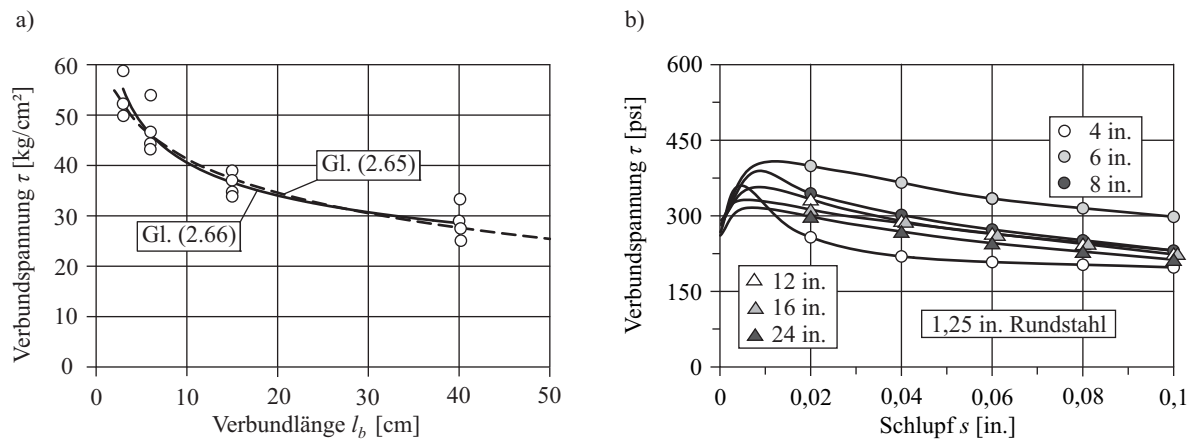 a)
60
50
40
30
20
10
0
Verbundspannung τ [kg/cm²]
Gl. (2.65)
Gl. (2.66)
0 10 20 30 40 50
Verbundlänge l_b [cm]
b)
600
450
300
150
0
Verbundspannung τ [psi]
4 in.
6 in.
8 in.
12 in.
16 in.
24 in.
1,25 in. Rundstahl
0 0,02 0,04 0,06 0,08 0,1
Schlupf s [in.]